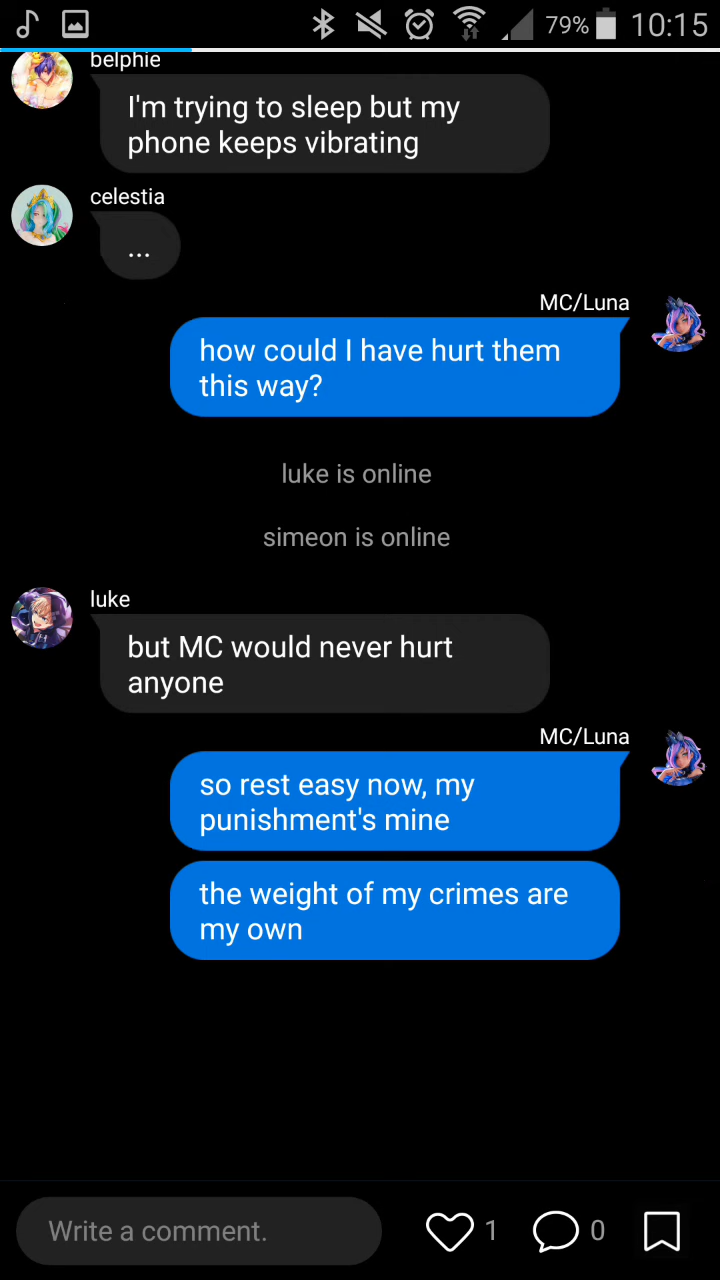 79% 10:15
belphie
I'm trying to sleep but my
phone keeps vibrating
celestia
...
MC/Luna
how could I have hurt them
this way?
luke is online
simeon is online
luke
but MC would never hurt
anyone
MC/Luna
so rest easy now, my
punishment's mine
the weight of my crimes are
my own
Write a comment. 1 0